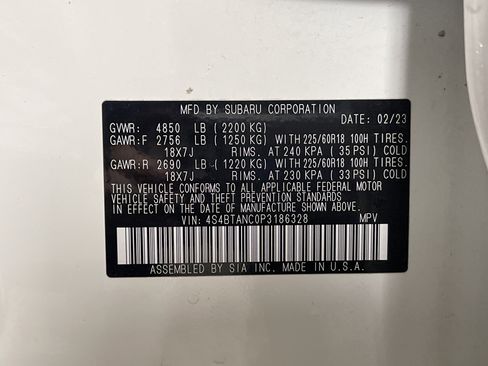 MFD BY SUBARU CORPORATION
DATE: 02/23
GVWR: 4850 LB (2200 KG)
GAWR:F 2756 LB (1250 KG) WITH 225/60R18 100H TIRES.
18X7J RIMS. AT 240 KPA ( 35 PSI) COLD
GAWR:R 2690 LB (1220 KG) WITH 225/60R18 100H TIRES.
18X7J RIMS. AT 230 KPA ( 33 PSI) COLD
THIS VEHICLE CONFORMS TO ALL APPLICABLE FEDERAL MOTOR
VEHICLE SAFETY AND THEFT PREVENTION STANDARDS
IN EFFECT ON THE DATE OF MANUFACTURE SHOWN ABOVE.
VIN: 4S4BTANC0P3186328 MPV
ASSEMBLED BY SIA INC. MADE IN U.S.A.